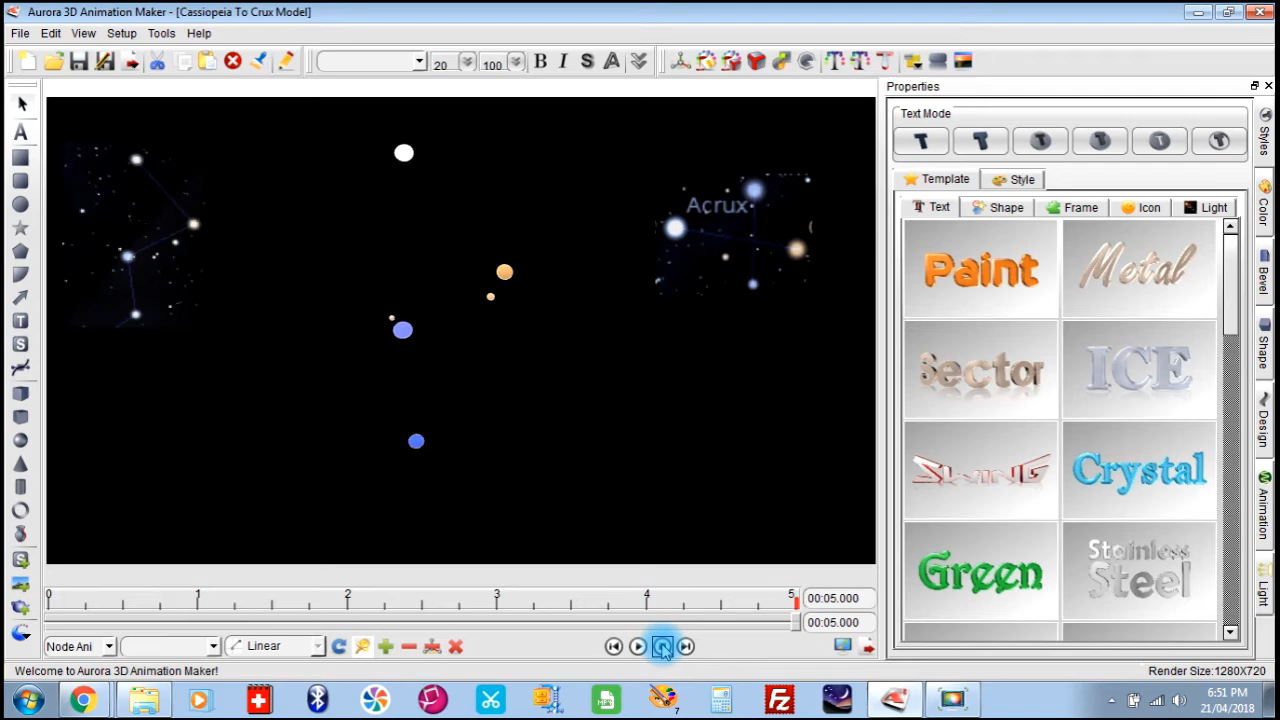 Aurora 3D Animation Maker - [Cassiopeia To Crux Model]
File Edit View Setup Tools Help
20 100 B I S A
Properties
Text Mode
Template Style
Text Shape Frame Icon Light
Paint Metal
Sector ICE
SWING Crystal
Green Stainless Steel
Styles
Color
Bevel
Shape
Design
Animation
Light
Acrux
0 1 2 3 4 5
00:05.000
00:05.000
Node Ani Linear
Welcome to Aurora 3D Animation Maker! Render Size:1280X720
6:51 PM
21/04/2018